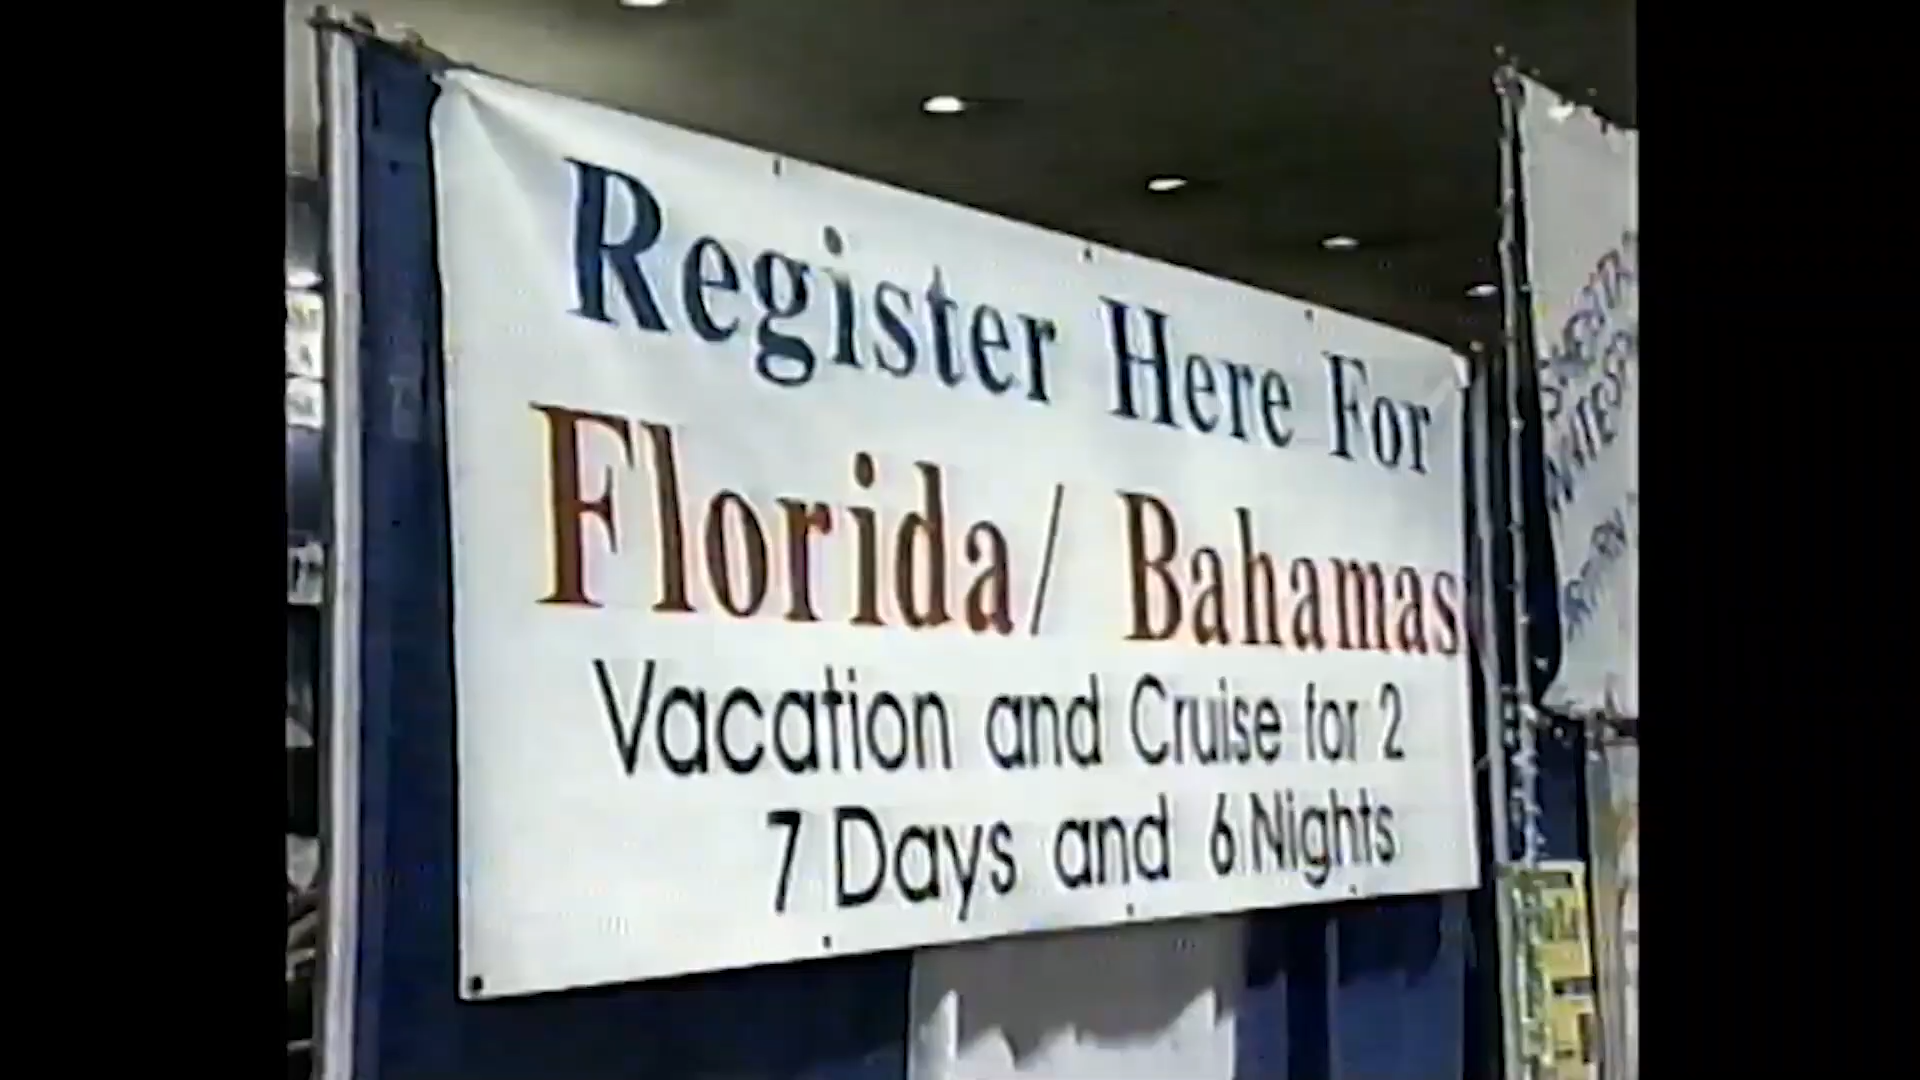 Register Here For
Florida/ Bahamas
Vacation and Cruise for 2
7 Days and 6 Nights